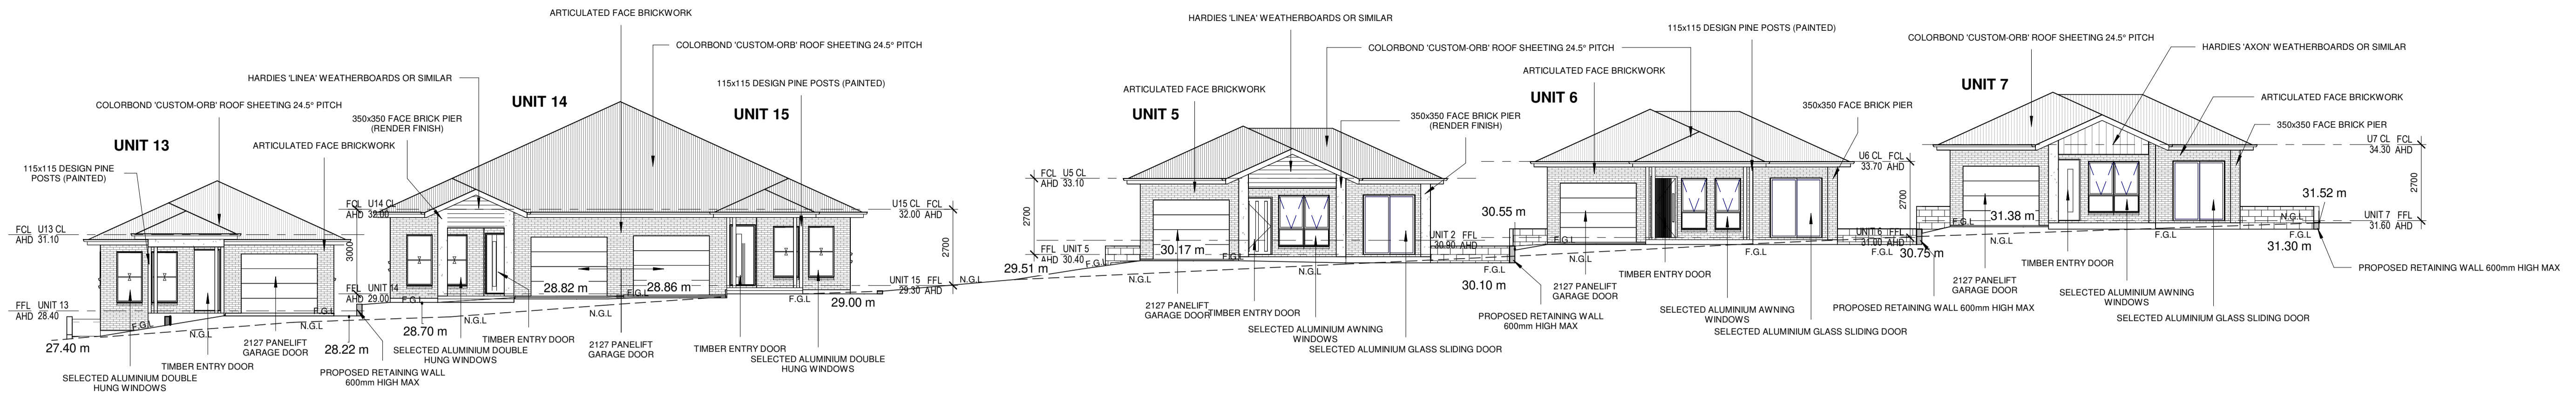 ARTICULATED FACE BRICKWORK
COLORBOND 'CUSTOM-ORB' ROOF SHEETING 24.5° PITCH
HARDIES 'LINEA' WEATHERBOARDS OR SIMILAR
UNIT 14
115x115 DESIGN PINE POSTS (PAINTED)
COLORBOND 'CUSTOM-ORB' ROOF SHEETING 24.5° PITCH
UNIT 15
350x350 FACE BRICK PIER
(RENDER FINISH)
UNIT 13
ARTICULATED FACE BRICKWORK
115x115 DESIGN PINE
POSTS (PAINTED)
FCL U13 CL
AHD 31.10
FCL U14 CL
AHD 32.00
U15 CL FCL
32.00 AHD
3000
2700
FFL UNIT 13
AHD 28.40
FFL UNIT 14
AHD 29.00
UNIT 15 FFL
29.30 AHD
28.82 m
28.86 m
F.G.L
F.G.L
F.G.L
F.G.L
F.G.L
N.G.L
N.G.L
N.G.L
N.G.L
N.G.L
27.40 m
28.22 m
28.70 m
29.00 m
2127 PANELIFT
GARAGE DOOR
TIMBER ENTRY DOOR
SELECTED ALUMINIUM DOUBLE
HUNG WINDOWS
PROPOSED RETAINING WALL
600mm HIGH MAX
SELECTED ALUMINIUM DOUBLE
HUNG WINDOWS
TIMBER ENTRY DOOR
2127 PANELIFT
GARAGE DOOR
TIMBER ENTRY DOOR
SELECTED ALUMINIUM DOUBLE
HUNG WINDOWS
HARDIES 'LINEA' WEATHERBOARDS OR SIMILAR
COLORBOND 'CUSTOM-ORB' ROOF SHEETING 24.5° PITCH
115x115 DESIGN PINE POSTS (PAINTED)
ARTICULATED FACE BRICKWORK
ARTICULATED FACE BRICKWORK
UNIT 5
UNIT 6
350x350 FACE BRICK PIER
(RENDER FINISH)
350x350 FACE BRICK PIER
FCL U5 CL
AHD 33.10
2700
FFL UNIT 5
AHD 30.40
UNIT 2 FFL
30.90 AHD
U6 CL FCL
33.70 AHD
2700
UNIT 6 FFL
31.00 AHD
29.51 m
30.17 m
30.55 m
30.10 m
30.75 m
F.G.L
F.G.L
F.G.L
F.G.L
F.G.L
F.G.L
N.G.L
N.G.L
N.G.L
2127 PANELIFT
GARAGE DOOR
TIMBER ENTRY DOOR
SELECTED ALUMINIUM AWNING
WINDOWS
SELECTED ALUMINIUM GLASS SLIDING DOOR
PROPOSED RETAINING WALL
600mm HIGH MAX
2127 PANELIFT
GARAGE DOOR
TIMBER ENTRY DOOR
SELECTED ALUMINIUM AWNING
WINDOWS
SELECTED ALUMINIUM GLASS SLIDING DOOR
PROPOSED RETAINING WALL 600mm HIGH MAX
COLORBOND 'CUSTOM-ORB' ROOF SHEETING 24.5° PITCH
HARDIES 'AXON' WEATHERBOARDS OR SIMILAR
UNIT 7
ARTICULATED FACE BRICKWORK
350x350 FACE BRICK PIER
U7 CL FCL
34.30 AHD
2700
UNIT 7 FFL
31.60 AHD
31.38 m
31.52 m
31.30 m
F.G.L
F.G.L
N.G.L
N.G.L
2127 PANELIFT
GARAGE DOOR
TIMBER ENTRY DOOR
SELECTED ALUMINIUM AWNING
WINDOWS
SELECTED ALUMINIUM GLASS SLIDING DOOR
PROPOSED RETAINING WALL 600mm HIGH MAX